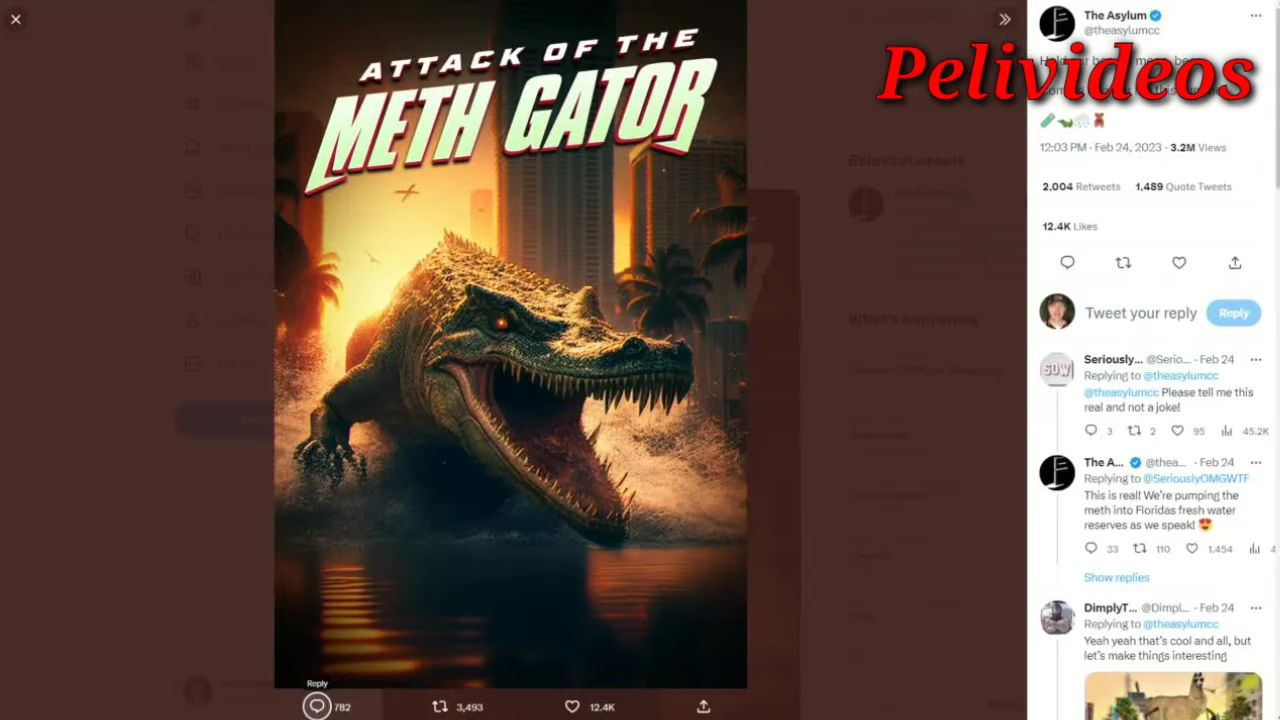 ATTACK OF THE
METH GATOR
Reply
782
3,493
12.4K
The Asylum
@theasylumcc
Pelivideos
12:03 PM · Feb 24, 2023 · 3.2M Views
2,004 Retweets 1,489 Quote Tweets
12.4K Likes
Tweet your reply
Reply
Seriously... @Serio... · Feb 24
Replying to @theasylumcc
@theasylumcc Please tell me this
real and not a joke!
3 2 95 45.2K
The A... @thea... · Feb 24
Replying to @SeriouslyOMGWTF
This is real! We're pumping the
meth into Floridas fresh water
reserves as we speak!
33 110 1,454 4
Show replies
DimplyT... @Dimpl... · Feb 24
Replying to @theasylumcc
Yeah yeah that's cool and all, but
let's make things interesting